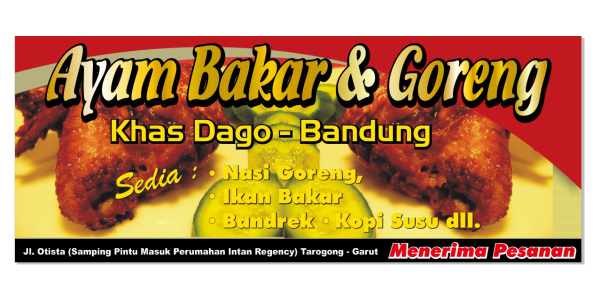 Ayam Bakar & Goreng
Khas Dago - Bandung
Sedia : • Nasi Goreng,
• Ikan Bakar
• Bandrek • Kopi Susu dll.
Jl. Otista (Samping Pintu Masuk Perumahan Intan Regency) Tarogong - Garut
Menerima Pesanan